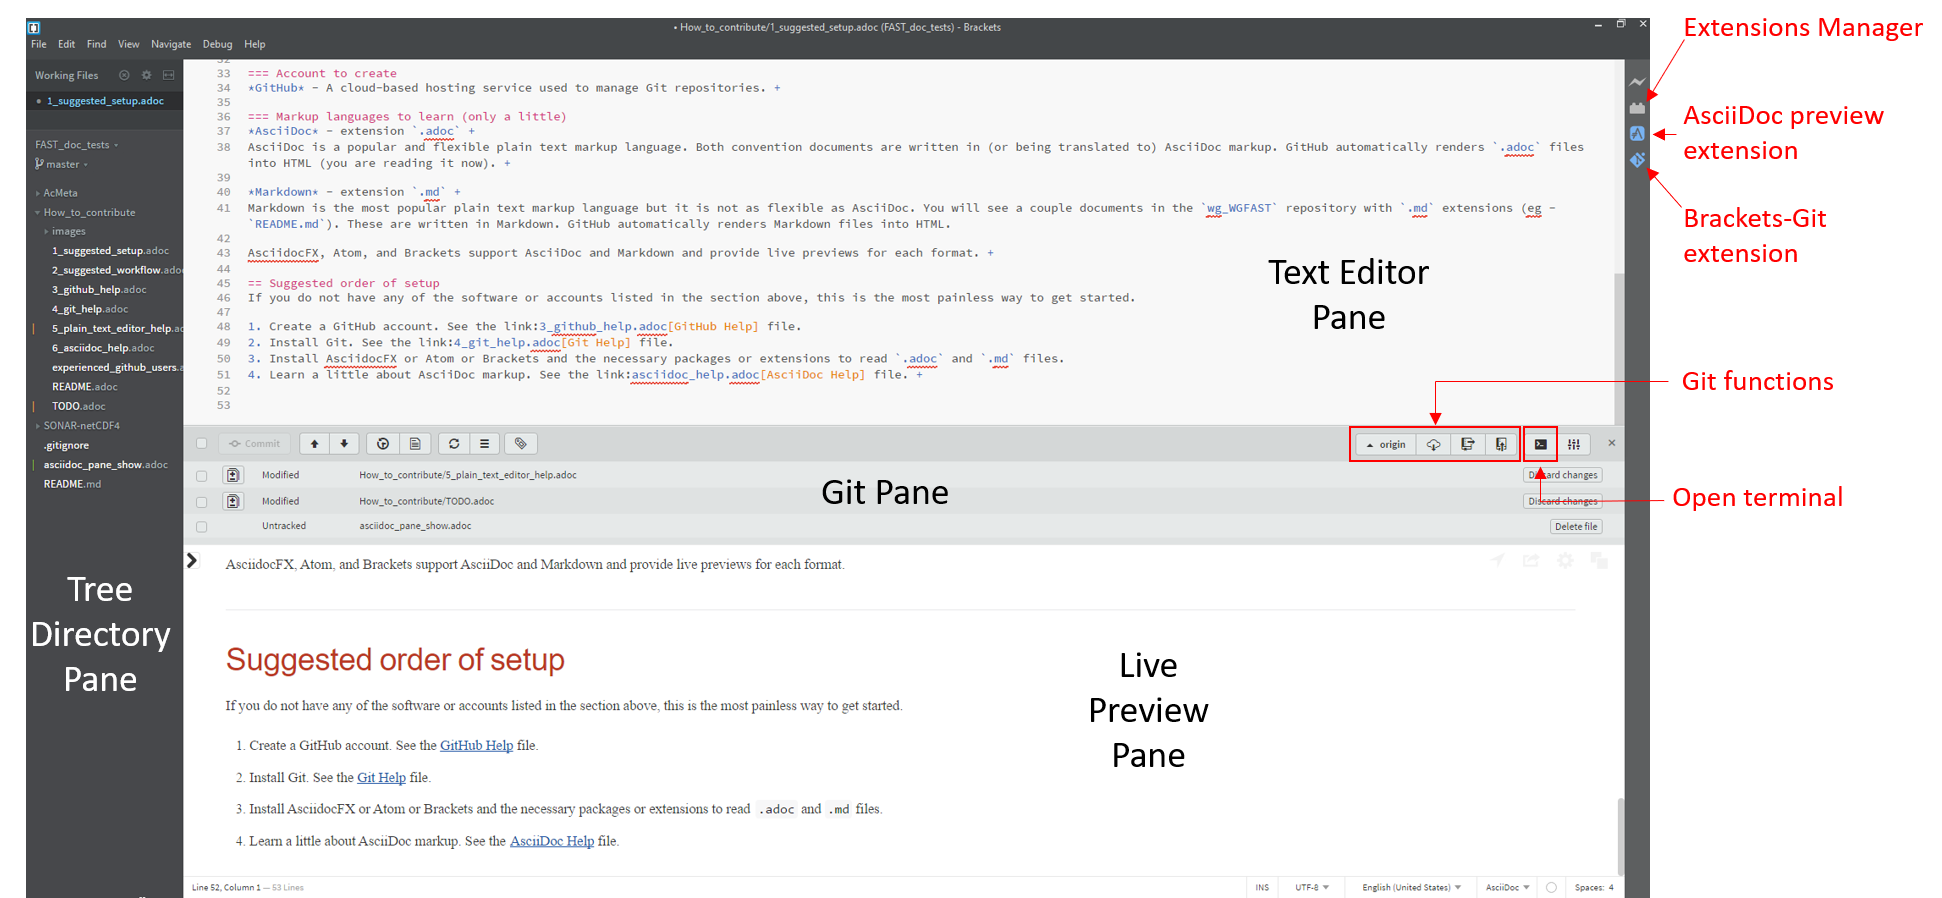 • How_to_contribute/1_suggested_setup.adoc (FAST_doc_tests) - Brackets
File Edit Find View Navigate Debug Help
Extensions Manager
AsciiDoc preview
extension
Brackets-Git
extension
Git functions
Open terminal
Working Files
1_suggested_setup.adoc
FAST_doc_tests
master
AcMeta
How_to_contribute
images
1_suggested_setup.adoc
2_suggested_workflow.adoc
3_github_help.adoc
4_git_help.adoc
5_plain_text_editor_help.ac
6_asciidoc_help.adoc
experienced_github_users.a
README.adoc
TODO.adoc
SONAR-netCDF4
.gitignore
asciidoc_pane_show.adoc
README.md
Tree
Directory
Pane
32
33 === Account to create
34 *GitHub* - A cloud-based hosting service used to manage Git repositories. +
35
36 === Markup languages to learn (only a little)
37 *AsciiDoc* - extension `.adoc` +
38 AsciiDoc is a popular and flexible plain text markup language. Both convention documents are written in (or being translated to) AsciiDoc markup. GitHub automatically renders `.adoc` files
into HTML (you are reading it now). +
39
40 *Markdown* - extension `.md` +
41 Markdown is the most popular plain text markup language but it is not as flexible as AsciiDoc. You will see a couple documents in the `wg_WGFAST` repository with `.md` extensions (eg -
`README.md`). These are written in Markdown. GitHub automatically renders Markdown files into HTML.
42
43 AsciidocFX, Atom, and Brackets support AsciiDoc and Markdown and provide live previews for each format. +
44
45 == Suggested order of setup
46 If you do not have any of the software or accounts listed in the section above, this is the most painless way to get started.
47
48 1. Create a GitHub account. See the link:3_github_help.adoc[GitHub Help] file.
49 2. Install Git. See the link:4_git_help.adoc[Git Help] file.
50 3. Install AsciidocFX or Atom or Brackets and the necessary packages or extensions to read `.adoc` and `.md` files.
51 4. Learn a little about AsciiDoc markup. See the link:asciidoc_help.adoc[AsciiDoc Help] file. +
52
53
Text Editor
Pane
Commit origin
Modified How_to_contribute/5_plain_text_editor_help.adoc Discard changes
Modified How_to_contribute/TODO.adoc Discard changes
Untracked asciidoc_pane_show.adoc Delete file
Git Pane
AsciidocFX, Atom, and Brackets support AsciiDoc and Markdown and provide live previews for each format.
Suggested order of setup
If you do not have any of the software or accounts listed in the section above, this is the most painless way to get started.
1. Create a GitHub account. See the GitHub Help file.
2. Install Git. See the Git Help file.
3. Install AsciidocFX or Atom or Brackets and the necessary packages or extensions to read .adoc and .md files.
4. Learn a little about AsciiDoc markup. See the AsciiDoc Help file.
Live
Preview
Pane
Line 52, Column 1 — 53 Lines INS UTF-8 English (United States) AsciiDoc Spaces: 4